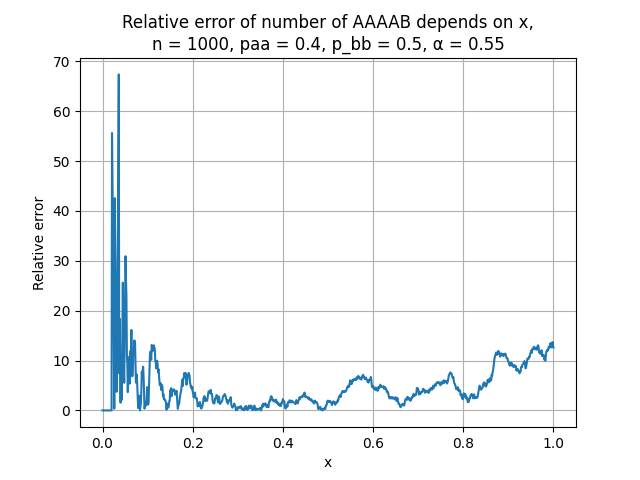 Relative error of number of AAAAB depends on x,
n = 1000, paa = 0.4, p_bb = 0.5, α = 0.55
70
60
50
40
30
20
10
0
Relative error
0.0 0.2 0.4 0.6 0.8 1.0
x